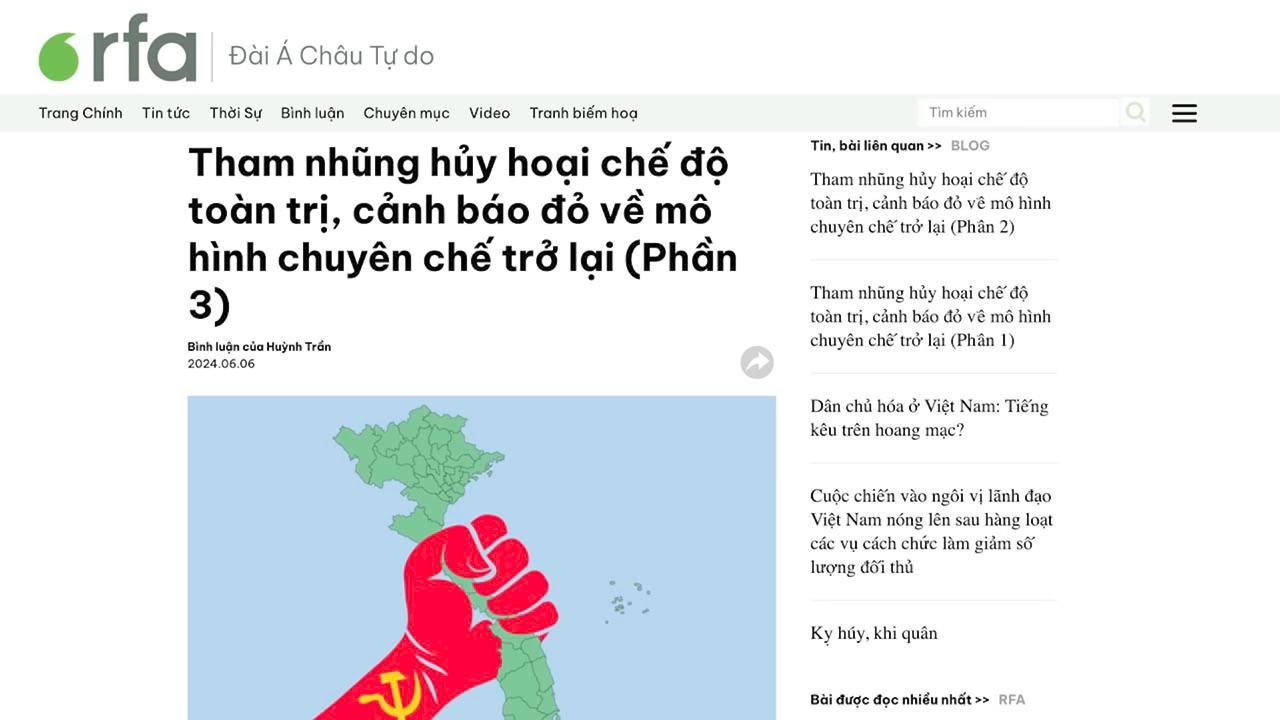 rfa Đài Á Châu Tự do
Trang Chính Tin tức Thời Sự Bình luận Chuyên mục Video Tranh biếm hoạ Tìm kiếm
Tham nhũng hủy hoại chế độ
toàn trị, cảnh báo đỏ về mô
hình chuyên chế trở lại (Phần
3)
Bình luận của Huỳnh Trần
2024.06.06
Tin, bài liên quan >> BLOG
Tham nhũng hủy hoại chế độ
toàn trị, cảnh báo đỏ về mô hình
chuyên chế trở lại (Phần 2)
Tham nhũng hủy hoại chế độ
toàn trị, cảnh báo đỏ về mô hình
chuyên chế trở lại (Phần 1)
Dân chủ hóa ở Việt Nam: Tiếng
kêu trên hoang mạc?
Cuộc chiến vào ngôi vị lãnh đạo
Việt Nam nóng lên sau hàng loạt
các vụ cách chức làm giảm số
lượng đối thủ
Kỵ húy, khi quân
Bài được đọc nhiều nhất >> RFA